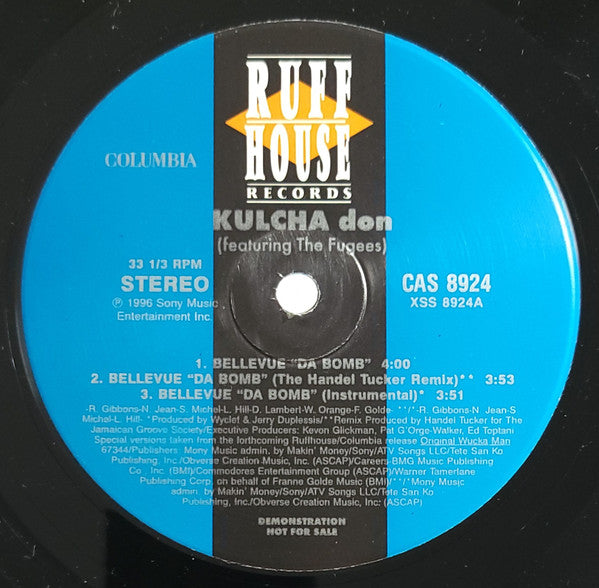 RUFF
HOUSE
RECORDS
COLUMBIA
KULCHA don
(featuring The Fugees)
33 1/3 RPM
STEREO
℗ 1996 Sony Music
Entertainment Inc.
CAS 8924
XSS 8924A
1. BELLEVUE "DA BOMB" 4:00
2. BELLEVUE "DA BOMB" (The Handel Tucker Remix)** 3:53
3. BELLEVUE "DA BOMB" (Instrumental)* 3:51
-R. Gibbons-N. Jean-S. Michel-L. Hill-D. Lambert-W. Orange-F. Golde- **/*-R. Gibbons-N. Jean-S
Michel-L. Hill- *Produced by Wyclef & Jerry Duplessis/**Remix Produced by Handel Tucker for The
Jamaican Groove Society/Executive Producers: Kevon Glickman, Pat G'Orge-Walker, Ed Toptani
Special versions taken from the forthcoming Ruffhouse/Columbia release Original Wucka Man
67344/Publishers: Mony Music admin. by Makin' Money/Sony/ATV Songs LLC/Tete San Ko
Publishing, Inc./Obverse Creation Music, Inc. (ASCAP)/Careers-BMG Music Publishing
Co., Inc (BMI)/Commodores Entertainment Group (ASCAP)/Warner Tamerlane
Publishing Corp, on behalf of Franne Golde Music (BMI)/**/*Mony Music
admin. by Makin' Money/Sony/ATV Songs LLC/Tete San Ko
Publishing, Inc./Obverse Creation Music, Inc. (ASCAP)
DEMONSTRATION
NOT FOR SALE